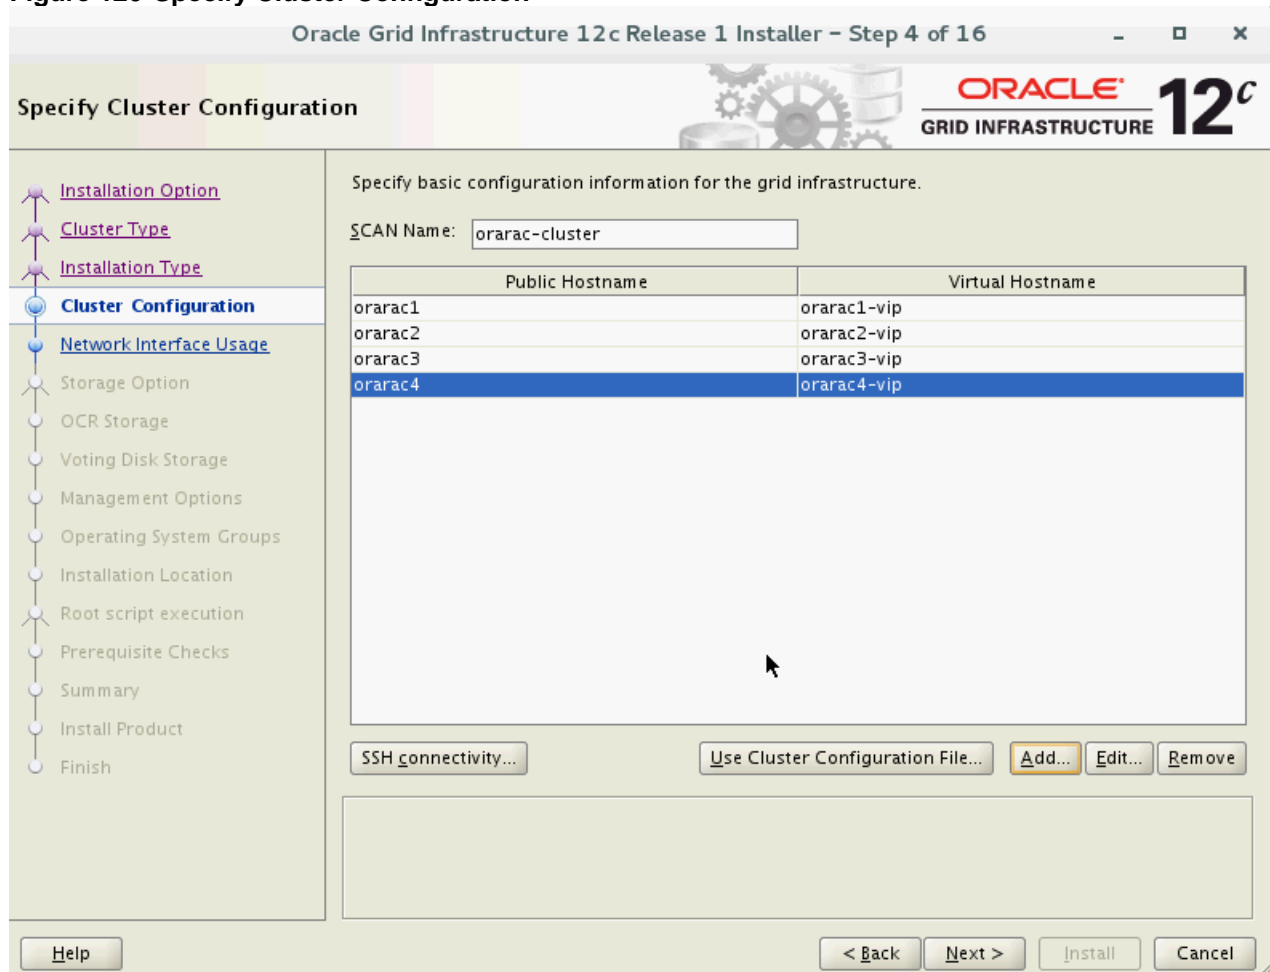 Oracle Grid Infrastructure 12c Release 1 Installer – Step 4 of 16
Specify Cluster Configuration
ORACLE
GRID INFRASTRUCTURE
12c
Installation Option
Cluster Type
Installation Type
Cluster Configuration
Network Interface Usage
Storage Option
OCR Storage
Voting Disk Storage
Management Options
Operating System Groups
Installation Location
Root script execution
Prerequisite Checks
Summary
Install Product
Finish
Specify basic configuration information for the grid infrastructure.
SCAN Name: orarac-cluster
Public Hostname Virtual Hostname
orarac1 orarac1-vip
orarac2 orarac2-vip
orarac3 orarac3-vip
orarac4 orarac4-vip
SSH connectivity... Use Cluster Configuration File... Add... Edit... Remove
Help < Back Next > Install Cancel